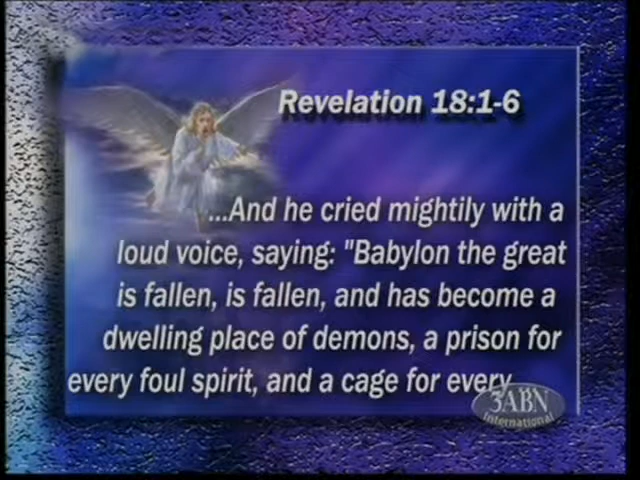 Revelation 18:1-6
...And he cried mightily with a
loud voice, saying: "Babylon the great
is fallen, is fallen, and has become a
dwelling place of demons, a prison for
every foul spirit, and a cage for every
3ABN
International